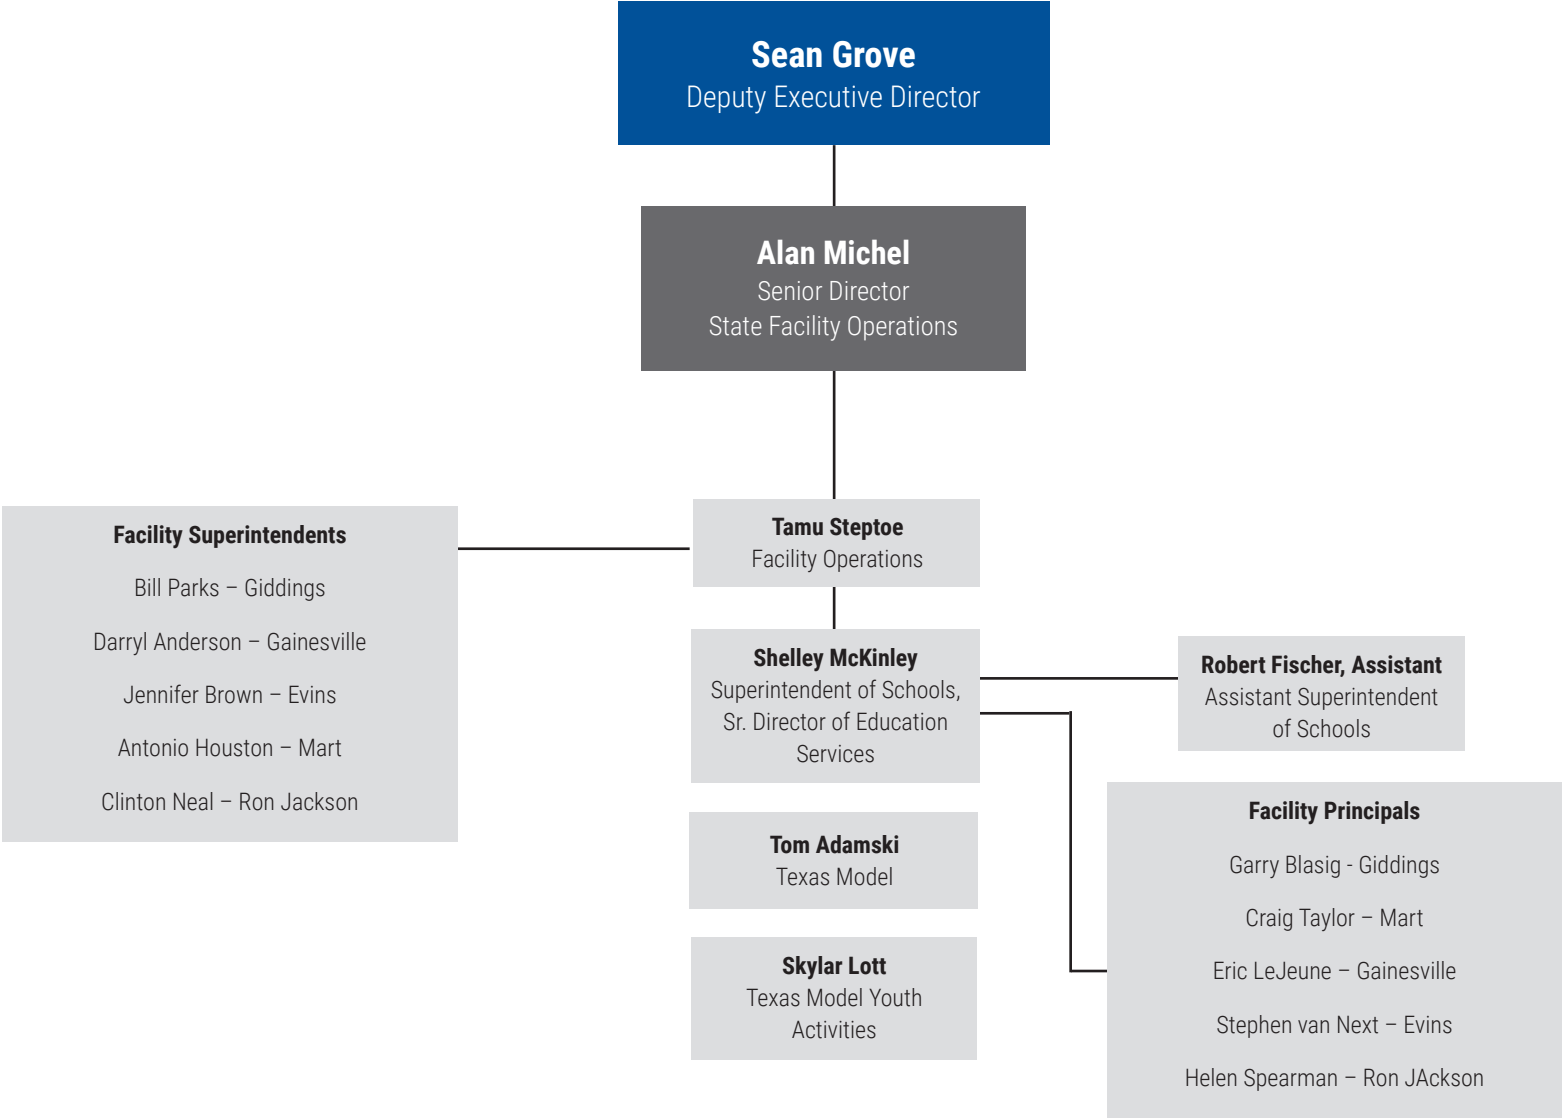 Sean Grove
Deputy Executive Director
Alan Michel
Senior Director
State Facility Operations
Facility Superintendents
Bill Parks – Giddings
Darryl Anderson – Gainesville
Jennifer Brown – Evins
Antonio Houston – Mart
Clinton Neal – Ron Jackson
Tamu Steptoe
Facility Operations
Shelley McKinley
Superintendent of Schools,
Sr. Director of Education
Services
Robert Fischer, Assistant
Assistant Superintendent
of Schools
Tom Adamski
Texas Model
Skylar Lott
Texas Model Youth
Activities
Facility Principals
Garry Blasig - Giddings
Craig Taylor – Mart
Eric LeJeune – Gainesville
Stephen van Next – Evins
Helen Spearman – Ron JAckson